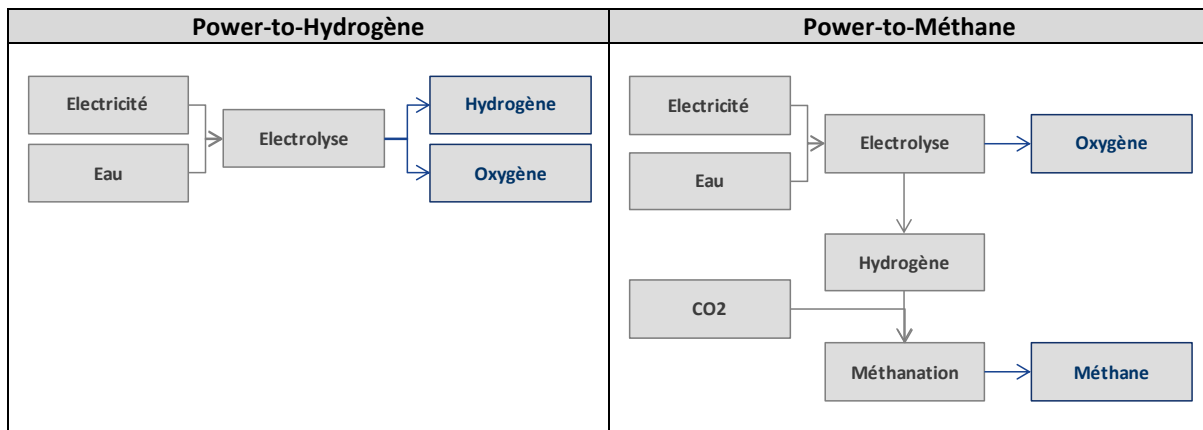 Power-to-Hydrogène
Electricité
Eau
Electrolyse
Hydrogène
Oxygène
Power-to-Méthane
Electricité
Eau
Electrolyse
Oxygène
Hydrogène
CO2
Méthanation
Méthane